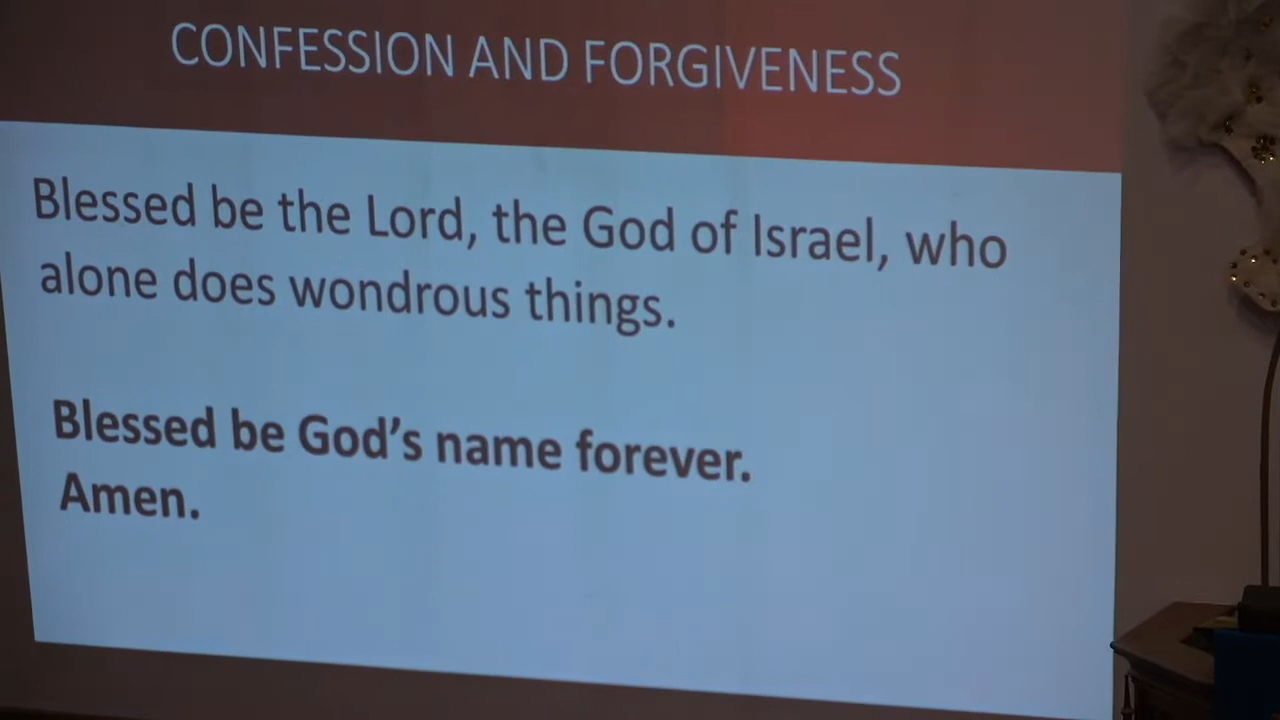 CONFESSION AND FORGIVENESS
Blessed be the Lord, the God of Israel, who
alone does wondrous things.
Blessed be God’s name forever.
Amen.